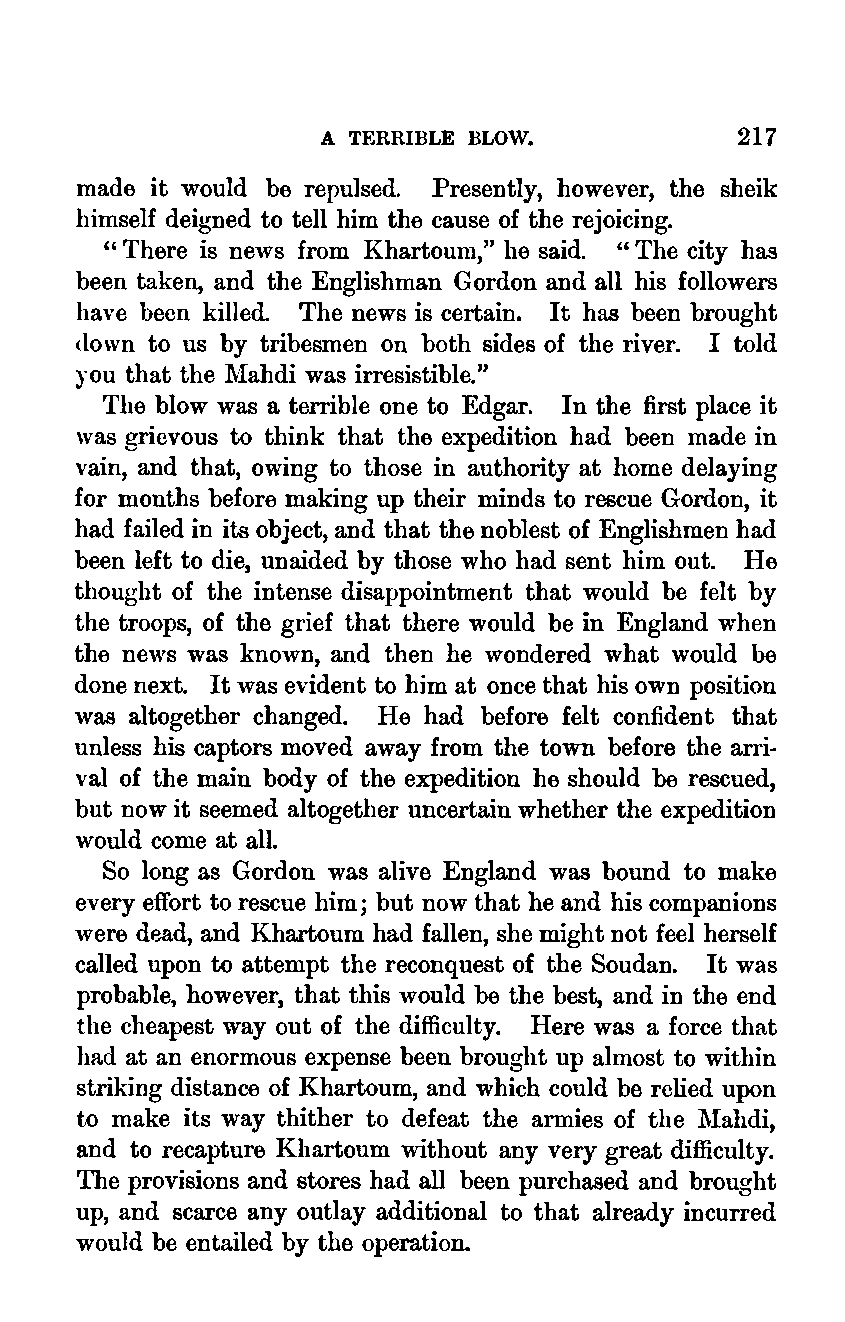 A TERRIBLE BLOW. 217
made it would be repulsed. Presently, however, the sheik
himself deigned to tell him the cause of the rejoicing.
“There is news from Khartoum,” he said. “The city has
been taken, and the Englishman Gordon and all his followers
have been killed. The news is certain. It has been brought
down to us by tribesmen on both sides of the river. I told
you that the Mahdi was irresistible.”
The blow was a terrible one to Edgar. In the first place it
was grievous to think that the expedition had been made in
vain, and that, owing to those in authority at home delaying
for months before making up their minds to rescue Gordon, it
had failed in its object, and that the noblest of Englishmen had
been left to die, unaided by those who had sent him out. He
thought of the intense disappointment that would be felt by
the troops, of the grief that there would be in England when
the news was known, and then he wondered what would be
done next. It was evident to him at once that his own position
was altogether changed. He had before felt confident that
unless his captors moved away from the town before the arri-
val of the main body of the expedition he should be rescued,
but now it seemed altogether uncertain whether the expedition
would come at all.
So long as Gordon was alive England was bound to make
every effort to rescue him; but now that he and his companions
were dead, and Khartoum had fallen, she might not feel herself
called upon to attempt the reconquest of the Soudan. It was
probable, however, that this would be the best, and in the end
the cheapest way out of the difficulty. Here was a force that
had at an enormous expense been brought up almost to within
striking distance of Khartoum, and which could be relied upon
to make its way thither to defeat the armies of the Mahdi,
and to recapture Khartoum without any very great difficulty.
The provisions and stores had all been purchased and brought
up, and scarce any outlay additional to that already incurred
would be entailed by the operation.